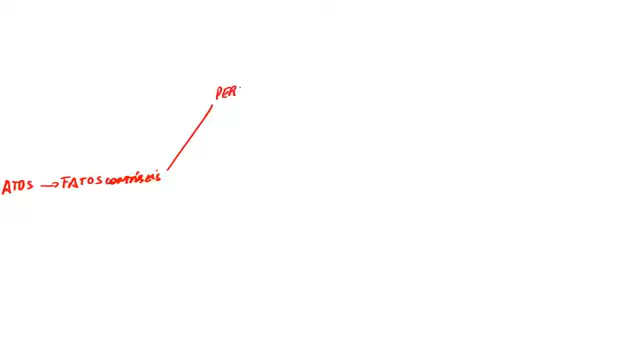 PER
ATOS → FATOS contábeis